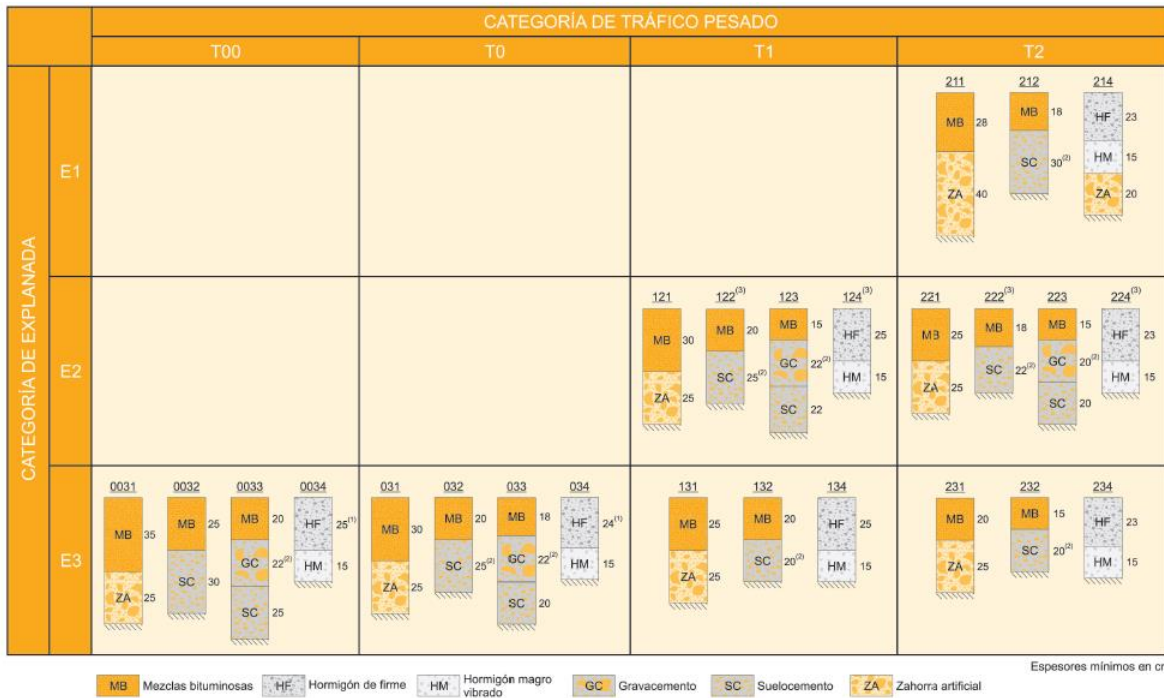 CATEGORÍA DE TRÁFICO PESADO
T00 T0 T1 T2
CATEGORÍA DE EXPLANADA
E1
211 212 214
MB 28 MB 18 HF 23
ZA 40 SC 30(2) HM 15
ZA 20
E2
121 122(3) 123 124(3) 221 222(3) 223 224(3)
MB 30 MB 20 MB 15 HF 25 MB 25 MB 18 MB 15 HF 23
ZA 25 SC 25(2) GC 22(2) HM 15 ZA 25 SC 22(2) GC 20(2) HM 15
SC 22 SC 20
E3
0031 0032 0033 0034 031 032 033 034 131 132 134 231 232 234
MB 35 MB 25 MB 20 HF 25(1) MB 30 MB 20 MB 18 HF 24(1) MB 25 MB 20 HF 25 MB 20 MB 15 HF 23
ZA 25 SC 30 GC 22(2) HM 15 ZA 25 SC 25(2) GC 22(2) HM 15 ZA 25 SC 20(2) HM 15 ZA 25 SC 20(2) HM 15
SC 25 SC 20
Espesores mínimos en cm
MB Mezclas bituminosas HF Hormigón de firme HM Hormigón magro vibrado GC Gravacemento SC Suelocemento ZA Zahorra artificial